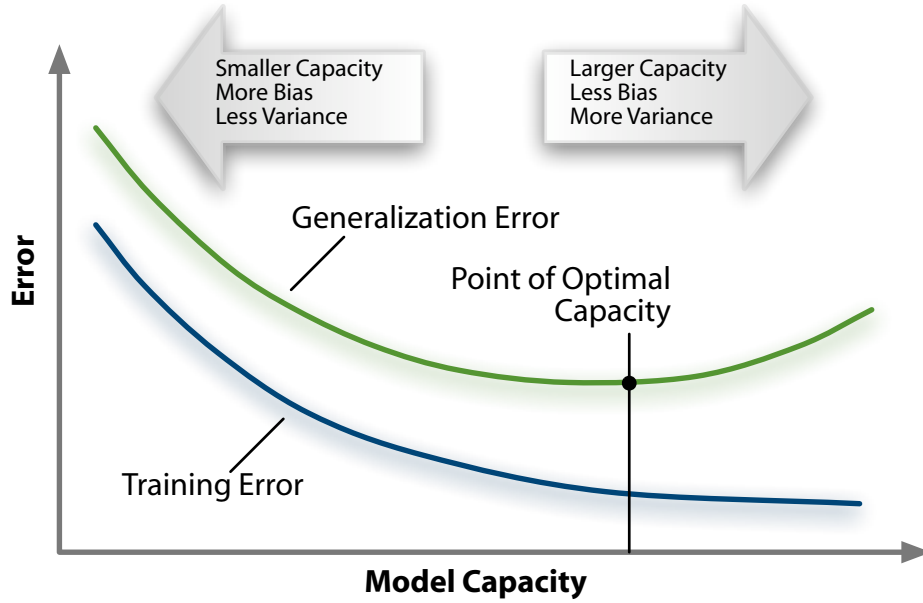 Smaller Capacity
More Bias
Less Variance
Larger Capacity
Less Bias
More Variance
Generalization Error
Point of Optimal
Capacity
Error
Training Error
Model Capacity